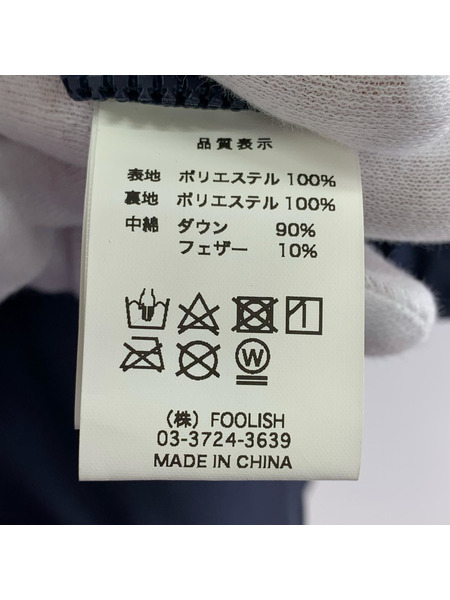 品質表示
表地 ポリエステル 100%
裏地 ポリエステル 100%
中綿 ダウン 90%
フェザー 10%
W
(株) FOOLISH
03-3724-3639
MADE IN CHINA